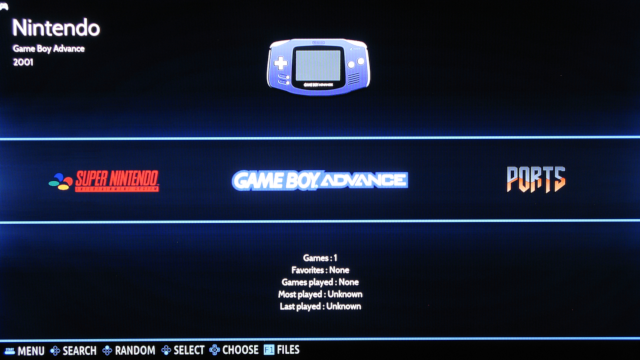 Nintendo
Game Boy Advance
2001
SUPER NINTENDO
GAME BOY ADVANCE
PORTS
Games : 1
Favorites : None
Games played : None
Most played : Unknown
Last played : Unknown
MENU SEARCH RANDOM SELECT CHOOSE F1 FILES